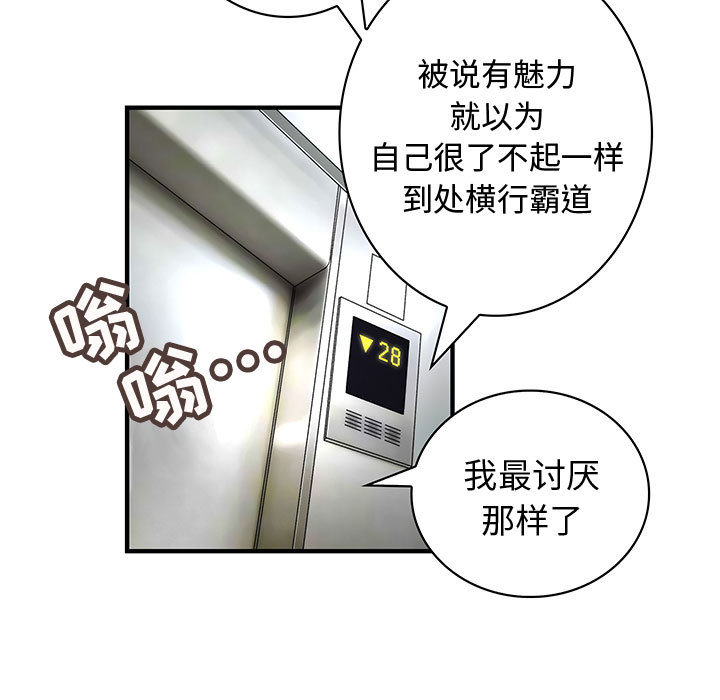 被说有魅力
就以为
自己很了不起一样
到处横行霸道
嗡
嗡…
▼28
我最讨厌
那样了